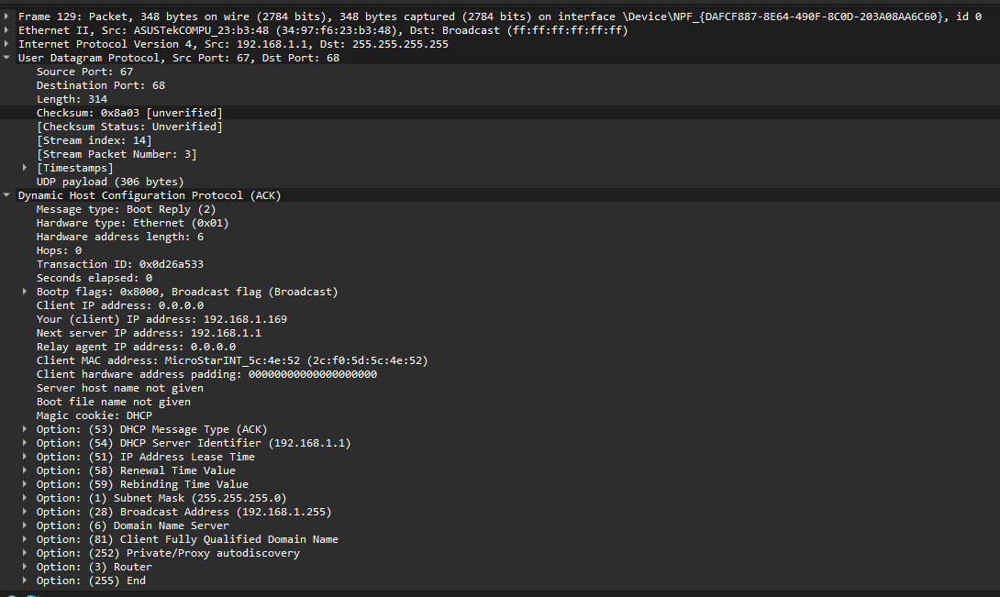 Frame 129: Packet, 348 bytes on wire (2784 bits), 348 bytes captured (2784 bits) on interface \Device\NPF_{DAFCF887-8E64-490F-8C0D-203A08AA6C60}, id 0
Ethernet II, Src: ASUSTekCOMPU_23:b3:48 (34:97:f6:23:b3:48), Dst: Broadcast (ff:ff:ff:ff:ff:ff)
Internet Protocol Version 4, Src: 192.168.1.1, Dst: 255.255.255.255
User Datagram Protocol, Src Port: 67, Dst Port: 68
Source Port: 67
Destination Port: 68
Length: 314
Checksum: 0x8a03 [unverified]
[Checksum Status: Unverified]
[Stream index: 14]
[Stream Packet Number: 3]
[Timestamps]
UDP payload (306 bytes)
Dynamic Host Configuration Protocol (ACK)
Message type: Boot Reply (2)
Hardware type: Ethernet (0x01)
Hardware address length: 6
Hops: 0
Transaction ID: 0x0d26a533
Seconds elapsed: 0
Bootp flags: 0x8000, Broadcast flag (Broadcast)
Client IP address: 0.0.0.0
Your (client) IP address: 192.168.1.169
Next server IP address: 192.168.1.1
Relay agent IP address: 0.0.0.0
Client MAC address: MicroStarINT_5c:4e:52 (2c:f0:5d:5c:4e:52)
Client hardware address padding: 00000000000000000000
Server host name not given
Boot file name not given
Magic cookie: DHCP
Option: (53) DHCP Message Type (ACK)
Option: (54) DHCP Server Identifier (192.168.1.1)
Option: (51) IP Address Lease Time
Option: (58) Renewal Time Value
Option: (59) Rebinding Time Value
Option: (1) Subnet Mask (255.255.255.0)
Option: (28) Broadcast Address (192.168.1.255)
Option: (6) Domain Name Server
Option: (81) Client Fully Qualified Domain Name
Option: (252) Private/Proxy autodiscovery
Option: (3) Router
Option: (255) End